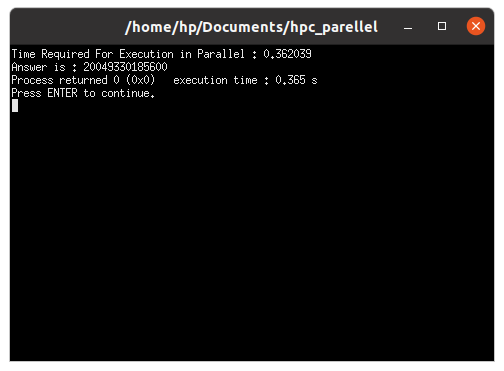 /home/hp/Documents/hpc_parellel
Time Required For Execution in Parallel : 0.362039
Answer is : 20049330185600
Process returned 0 (0x0)   execution time : 0.365 s
Press ENTER to continue.